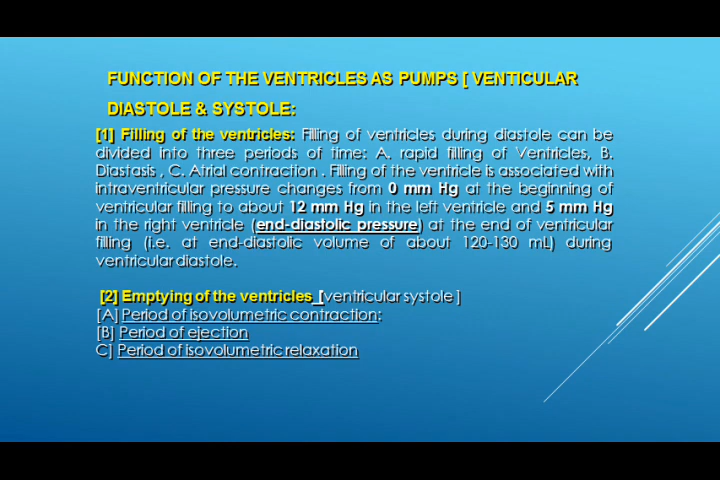 FUNCTION OF THE VENTRICLES AS PUMPS [ VENTICULAR
DIASTOLE & SYSTOLE:
[1] Filling of the ventricles: Filling of ventricles during diastole can be
divided into three periods of time: A. rapid filling of Ventricles, B.
Diastasis , C. Atrial contraction . Filling of the ventricle is associated with
intraventricular pressure changes from 0 mm Hg at the beginning of
ventricular filling to about 12 mm Hg in the left ventricle and 5 mm Hg
in the right ventricle (end-diastolic pressure) at the end of ventricular
filling (i.e. at end-diastolic volume of about 120-130 mL) during
ventricular diastole.
[2] Emptying of the ventricles [ventricular systole ]
[A] Period of isovolumetric contraction:
[B] Period of ejection
C] Period of isovolumetric relaxation